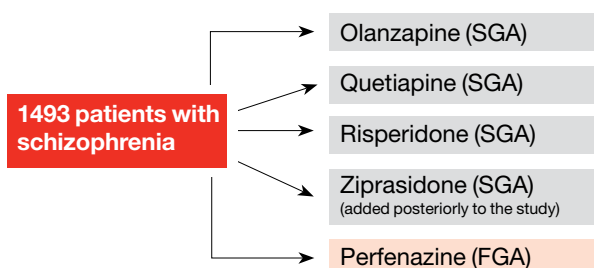 1493 patients with
schizophrenia
Olanzapine (SGA)
Quetiapine (SGA)
Risperidone (SGA)
Ziprasidone (SGA)
(added posteriorly to the study)
Perfenazine (FGA)